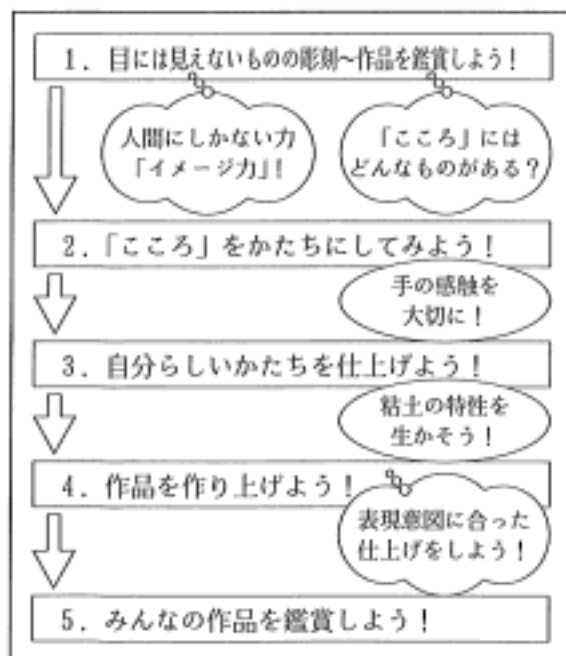 1．目には見えないものの彫刻～作品を鑑賞しよう！
人間にしかない力
「イメージ力」！
「こころ」には
どんなものがある？
2．「こころ」をかたちにしてみよう！
手の感触を
大切に！
3．自分らしいかたちを仕上げよう！
粘土の特性を
生かそう！
4．作品を作り上げよう！
表現意図に合った
仕上げをしよう！
5．みんなの作品を鑑賞しよう！